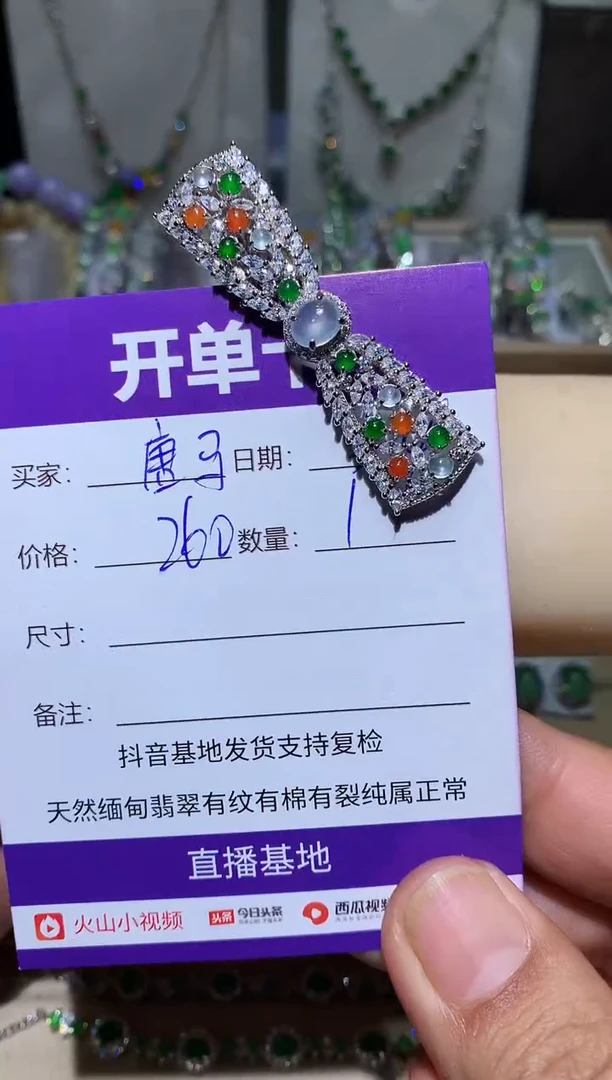 开单
买家: 唐子 日期:
价格: 260 数量: 1
尺寸:
备注:
抖音基地发货支持复检
天然缅甸翡翠有纹有棉有裂纯属正常
直播基地
火山小视频 头条 今日头条 西瓜视频